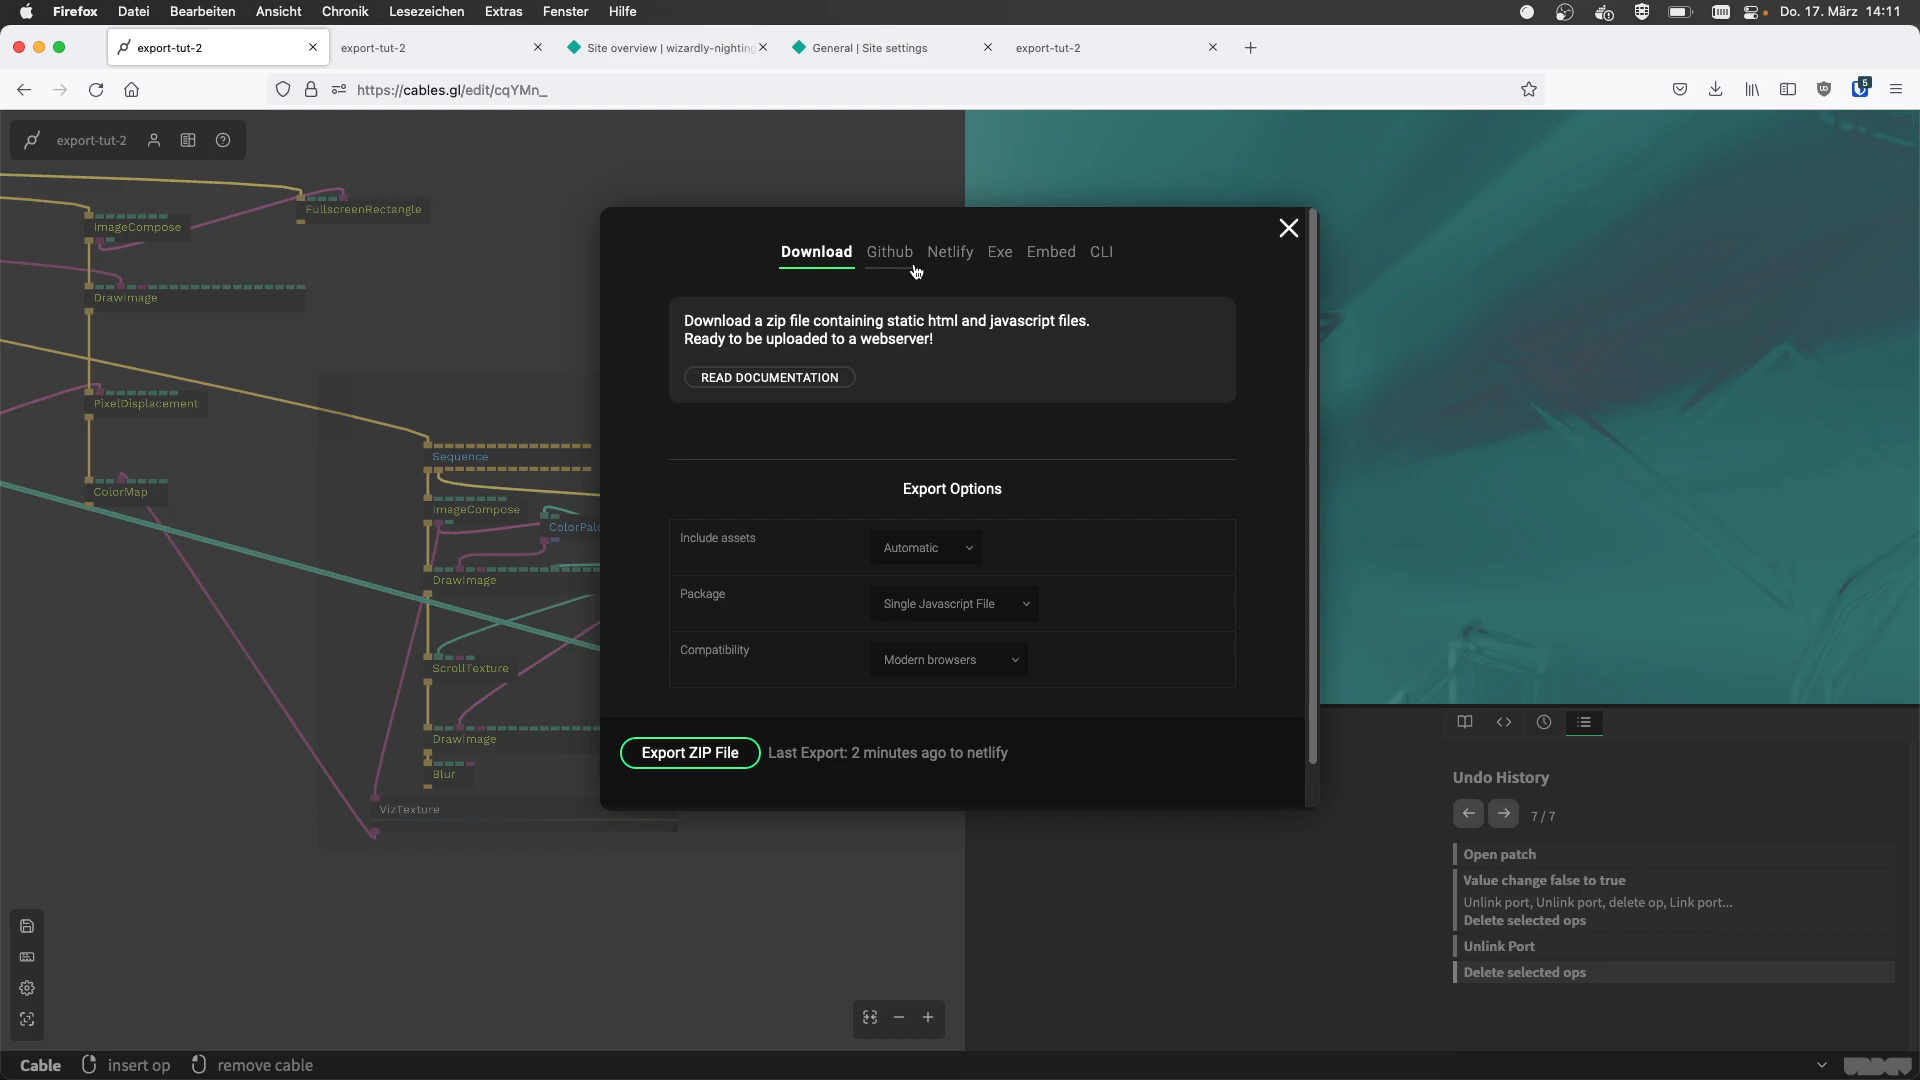 Firefox Datei Bearbeiten Ansicht Chronik Lesezeichen Extras Fenster Hilfe Do. 17. März 14:11
export-tut-2 export-tut-2 Site overview | wizardly-nighting General | Site settings export-tut-2
https://cables.gl/edit/cqYMn_ 5
export-tut-2
FullscreenRectangle
ImageCompose
DrawImage
PixelDisplacement
ColorMap
Sequence
ImageCompose
ColorPal
DrawImage
ScrollTexture
DrawImage
Blur
VizTexture
Download Github Netlify Exe Embed CLI
Download a zip file containing static html and javascript files.
Ready to be uploaded to a webserver!
READ DOCUMENTATION
Export Options
Include assets Automatic
Package Single Javascript File
Compatibility Modern browsers
Export ZIP File Last Export: 2 minutes ago to netlify
Undo History
7 / 7
Open patch
Value change false to true
Unlink port, Unlink port, delete op, Link port...
Delete selected ops
Unlink Port
Delete selected ops
Cable insert op remove cable